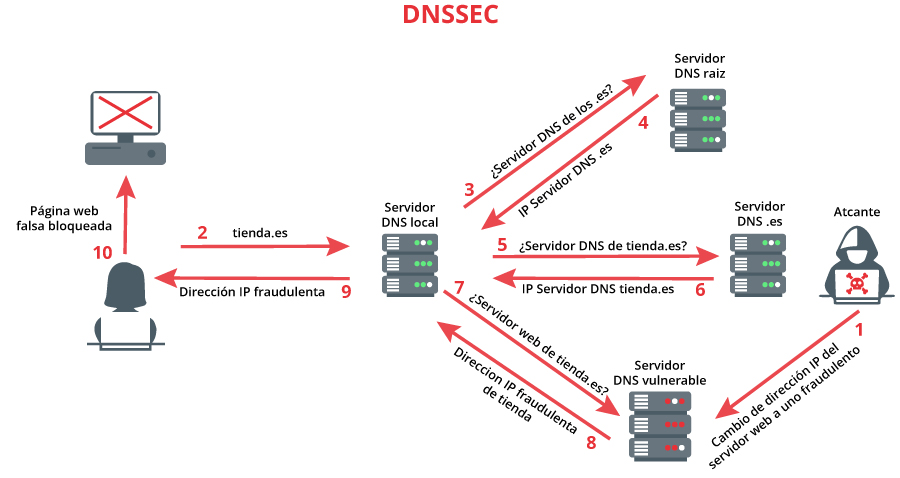 DNSSEC
Servidor
DNS raiz
¿Servidor DNS de los .es?
4
3
IP Servidor DNS .es
Página web
falsa bloqueada
10
2
tienda.es
Servidor
DNS local
Servidor
DNS .es
Atcante
5
¿Servidor DNS de tienda.es?
Dirección IP fraudulenta
9
7
IP Servidor DNS tienda.es
6
¿Servidor web de tienda.es?
1
Direccion IP fraudulenta
de tienda
8
Servidor
DNS vulnerable
Cambio de dirección IP del
servidor web a uno fraudulento